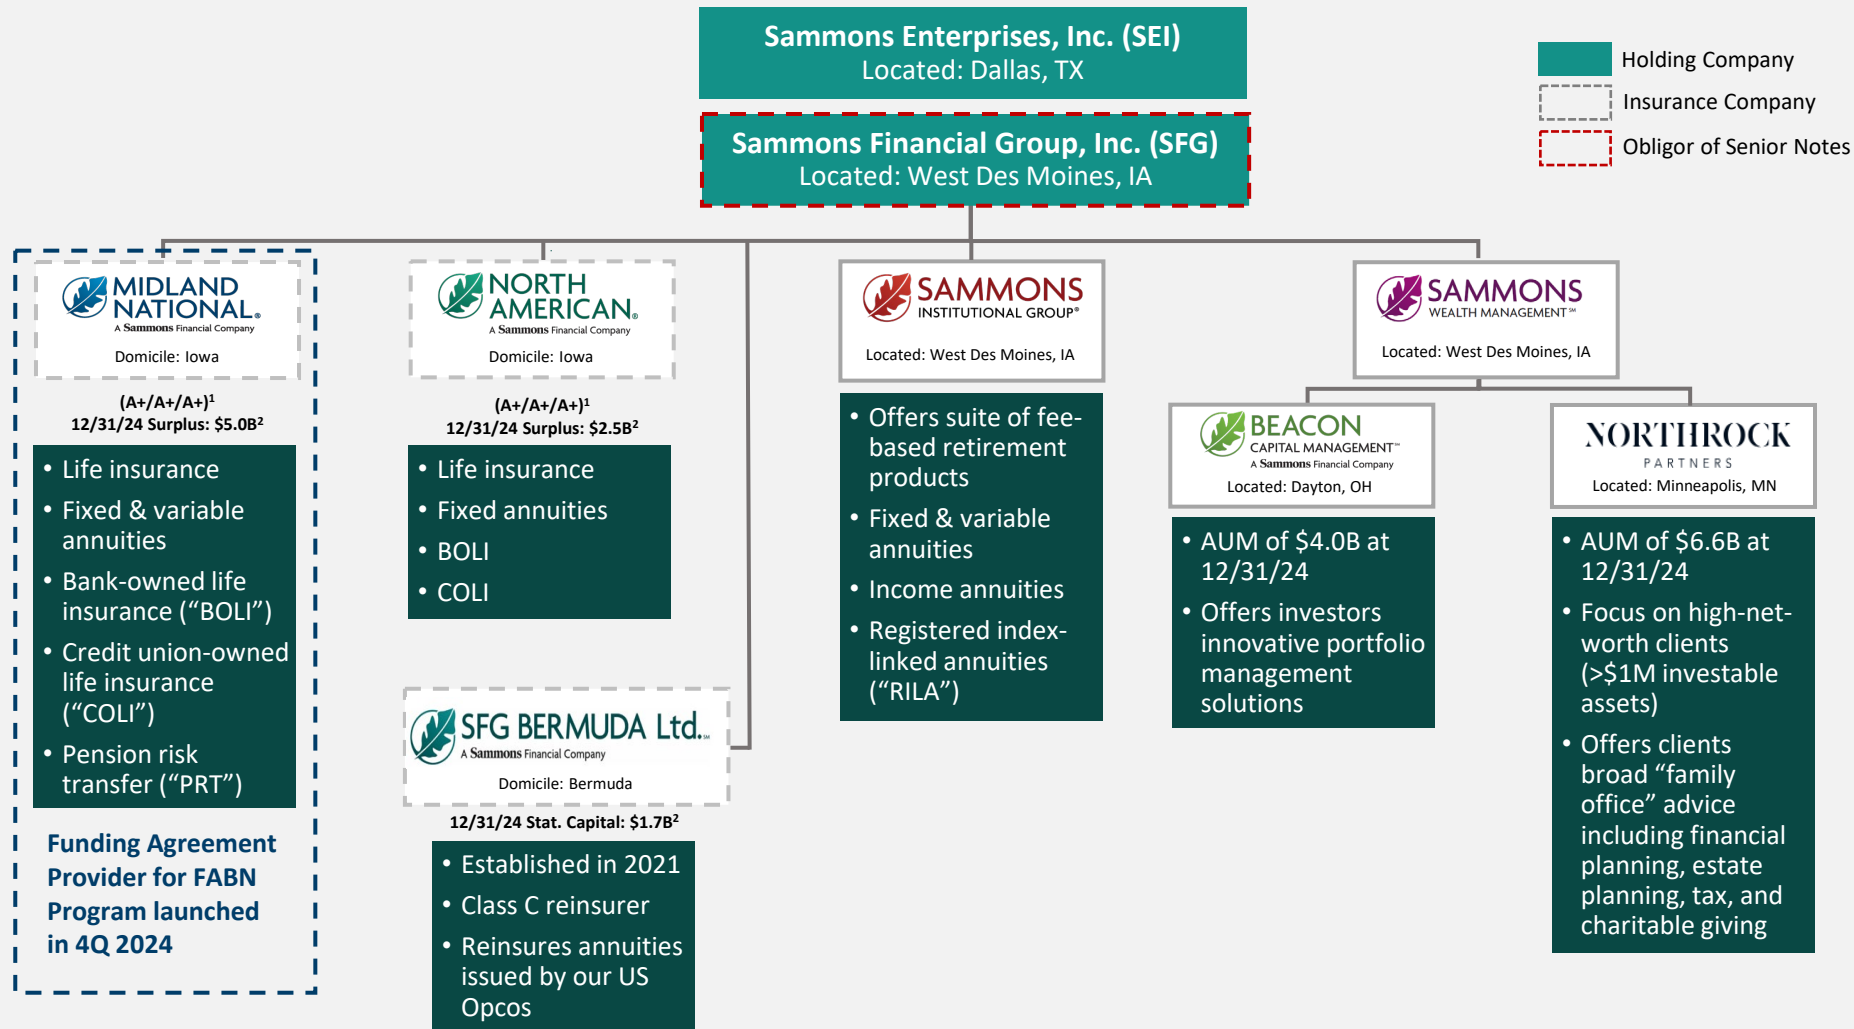 Sammons Enterprises, Inc. (SEI)
Located: Dallas, TX
Holding Company
Insurance Company
Obligor of Senior Notes
Sammons Financial Group, Inc. (SFG)
Located: West Des Moines, IA
MIDLAND
NATIONAL®
A Sammons Financial Company
Domicile: Iowa
(A+/A+/A+)¹
12/31/24 Surplus: $5.0B²
• Life insurance
• Fixed & variable
annuities
• Bank-owned life
insurance (“BOLI”)
• Credit union-owned
life insurance
(“COLI”)
• Pension risk
transfer (“PRT”)
Funding Agreement
Provider for FABN
Program launched
in 4Q 2024
NORTH
AMERICAN®
A Sammons Financial Company
Domicile: Iowa
(A+/A+/A+)¹
12/31/24 Surplus: $2.5B²
• Life insurance
• Fixed annuities
• BOLI
• COLI
SFG BERMUDA Ltd.℠
A Sammons Financial Company
Domicile: Bermuda
12/31/24 Stat. Capital: $1.7B²
• Established in 2021
• Class C reinsurer
• Reinsures annuities
issued by our US
Opcos
SAMMONS
INSTITUTIONAL GROUP®
Located: West Des Moines, IA
• Offers suite of fee-
based retirement
products
• Fixed & variable
annuities
• Income annuities
• Registered index-
linked annuities
(“RILA”)
SAMMONS
WEALTH MANAGEMENT℠
Located: West Des Moines, IA
BEACON
CAPITAL MANAGEMENT™
A Sammons Financial Company
Located: Dayton, OH
• AUM of $4.0B at
12/31/24
• Offers investors
innovative portfolio
management
solutions
NORTHROCK
PARTNERS
Located: Minneapolis, MN
• AUM of $6.6B at
12/31/24
• Focus on high-net-
worth clients
(>$1M investable
assets)
• Offers clients
broad “family
office” advice
including financial
planning, estate
planning, tax, and
charitable giving